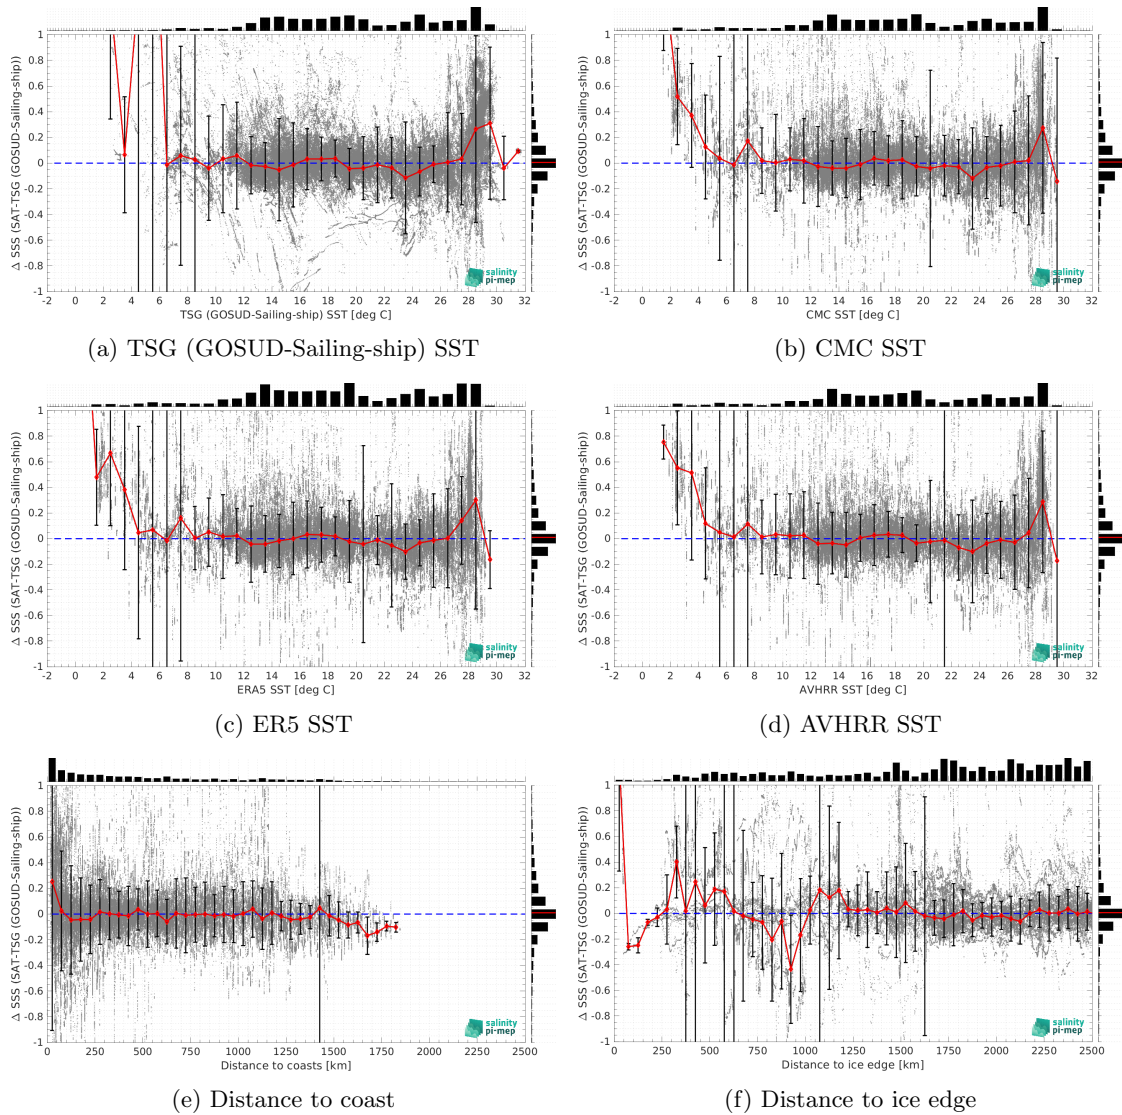 1
0.8
0.6
0.4
0.2
0
-0.2
-0.4
-0.6
-0.8
-1
Δ SSS (SAT-TSG (GOSUD-Sailing-ship))
salinity
pi-mep
-2 0 2 4 6 8 10 12 14 16 18 20 22 24 26 28 30 32
TSG (GOSUD-Sailing-ship) SST [deg C]
(a) TSG (GOSUD-Sailing-ship) SST
1
0.8
0.6
0.4
0.2
0
-0.2
-0.4
-0.6
-0.8
-1
Δ SSS (SAT-TSG (GOSUD-Sailing-ship))
salinity
pi-mep
-2 0 2 4 6 8 10 12 14 16 18 20 22 24 26 28 30 32
CMC SST [deg C]
(b) CMC SST
1
0.8
0.6
0.4
0.2
0
-0.2
-0.4
-0.6
-0.8
-1
Δ SSS (SAT-TSG (GOSUD-Sailing-ship))
salinity
pi-mep
-2 0 2 4 6 8 10 12 14 16 18 20 22 24 26 28 30 32
ERA5 SST [deg C]
(c) ER5 SST
1
0.8
0.6
0.4
0.2
0
-0.2
-0.4
-0.6
-0.8
-1
Δ SSS (SAT-TSG (GOSUD-Sailing-ship))
salinity
pi-mep
-2 0 2 4 6 8 10 12 14 16 18 20 22 24 26 28 30 32
AVHRR SST [deg C]
(d) AVHRR SST
1
0.8
0.6
0.4
0.2
0
-0.2
-0.4
-0.6
-0.8
-1
Δ SSS (SAT-TSG (GOSUD-Sailing-ship))
salinity
pi-mep
0 250 500 750 1000 1250 1500 1750 2000 2250 2500
Distance to coasts [km]
(e) Distance to coast
1
0.8
0.6
0.4
0.2
0
-0.2
-0.4
-0.6
-0.8
-1
Δ SSS (SAT-TSG (GOSUD-Sailing-ship))
salinity
pi-mep
0 250 500 750 1000 1250 1500 1750 2000 2250 2500
Distance to ice edge [km]
(f) Distance to ice edge